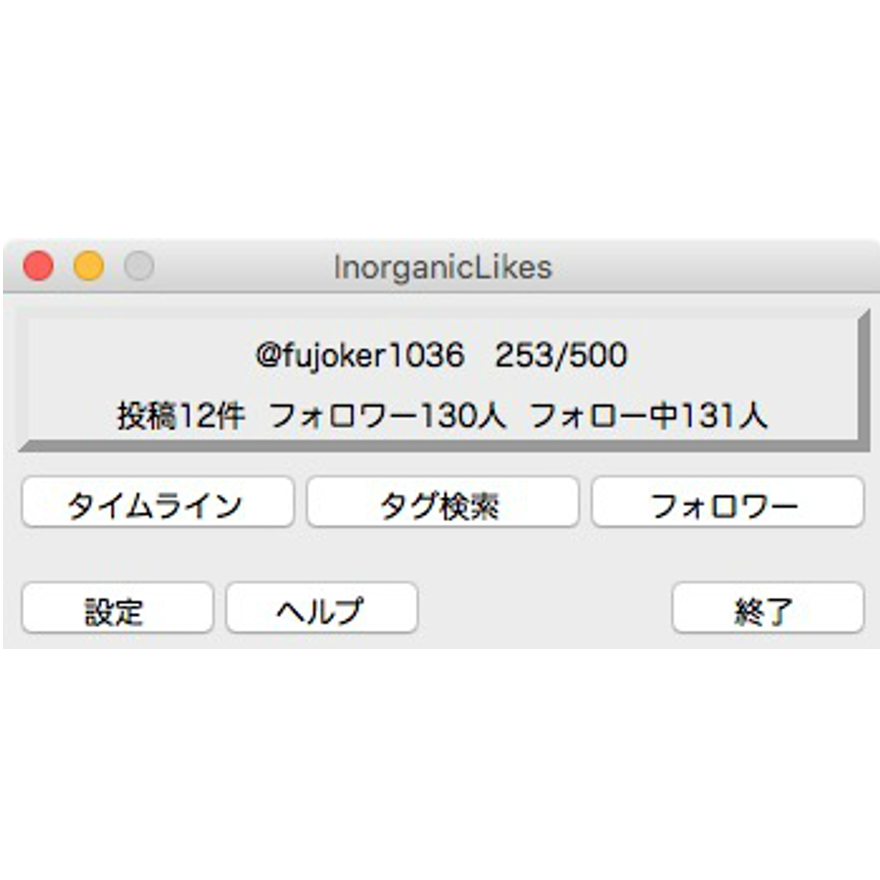 InorganicLikes
@fujoker1036 253/500
投稿12件 フォロワー130人 フォロー中131人
タイムライン タグ検索 フォロワー
設定 ヘルプ 終了